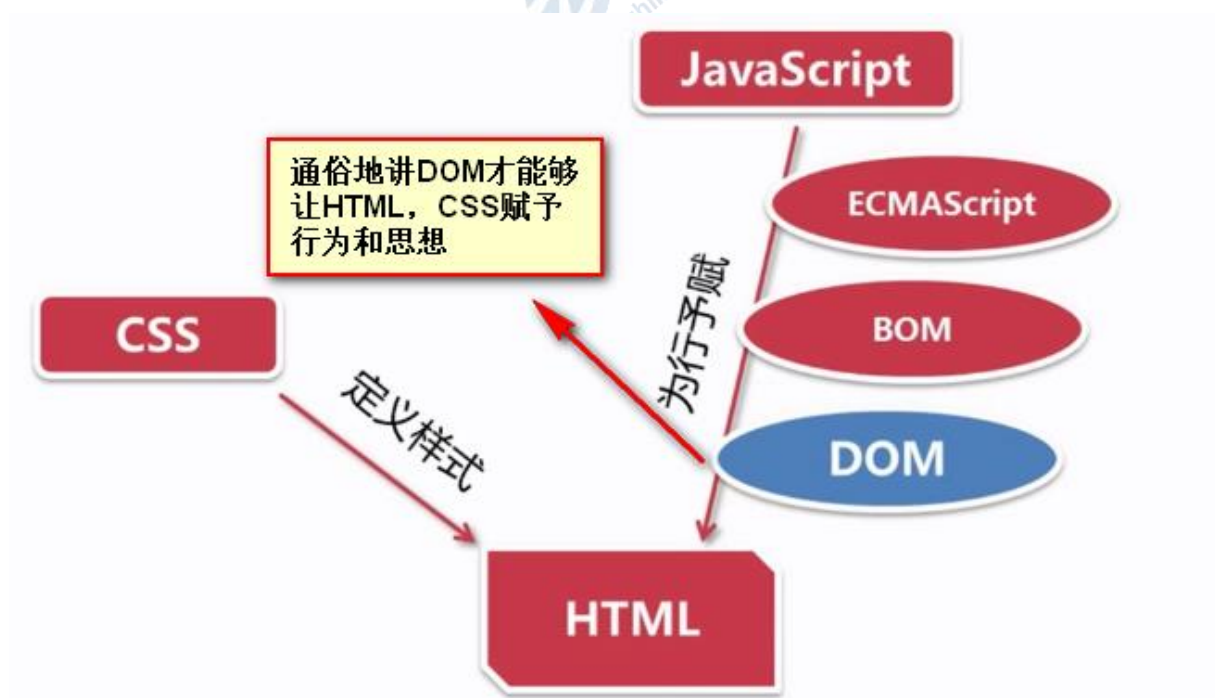 JavaScript
通俗地讲DOM才能够
让HTML，CSS赋予
行为和思想
ECMAScript
CSS
BOM
为行予赋
定义样式
DOM
HTML